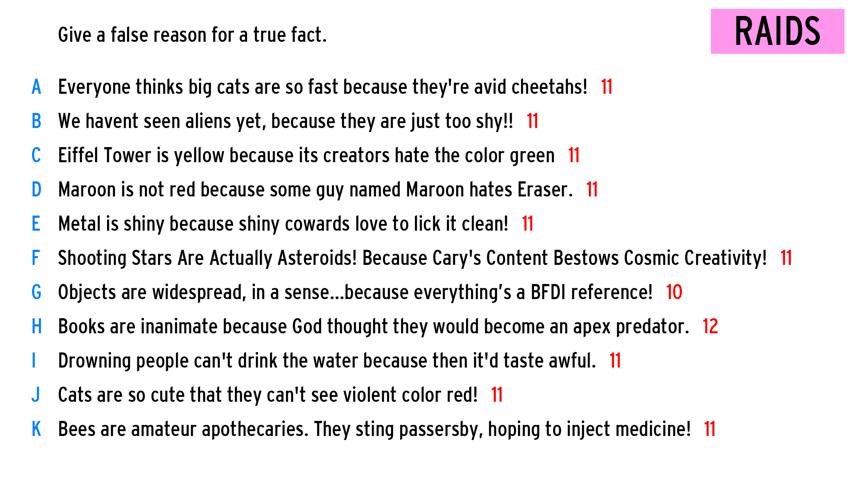 Give a false reason for a true fact.
RAIDS
A Everyone thinks big cats are so fast because they're avid cheetahs! 11
B We havent seen aliens yet, because they are just too shy!! 11
C Eiffel Tower is yellow because its creators hate the color green 11
D Maroon is not red because some guy named Maroon hates Eraser. 11
E Metal is shiny because shiny cowards love to lick it clean! 11
F Shooting Stars Are Actually Asteroids! Because Cary's Content Bestows Cosmic Creativity! 11
G Objects are widespread, in a sense...because everything’s a BFDI reference! 10
H Books are inanimate because God thought they would become an apex predator. 12
I Drowning people can't drink the water because then it'd taste awful. 11
J Cats are so cute that they can't see violent color red! 11
K Bees are amateur apothecaries. They sting passersby, hoping to inject medicine! 11